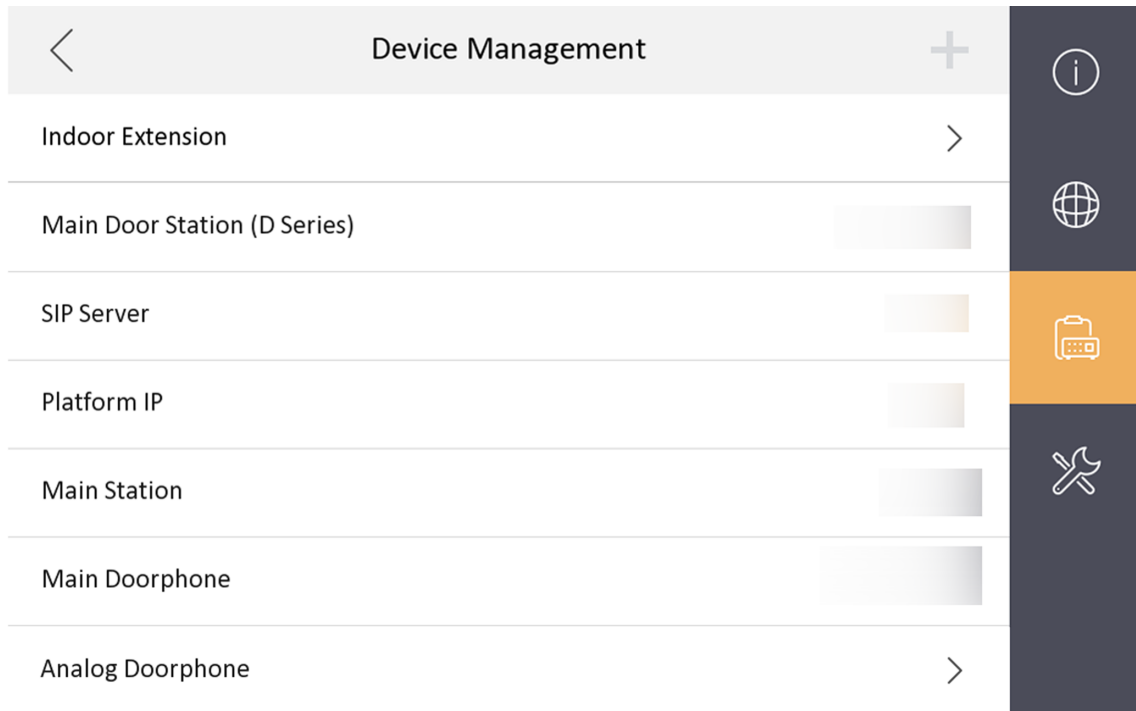 Device Management
Indoor Extension
Main Door Station (D Series)
SIP Server
Platform IP
Main Station
Main Doorphone
Analog Doorphone